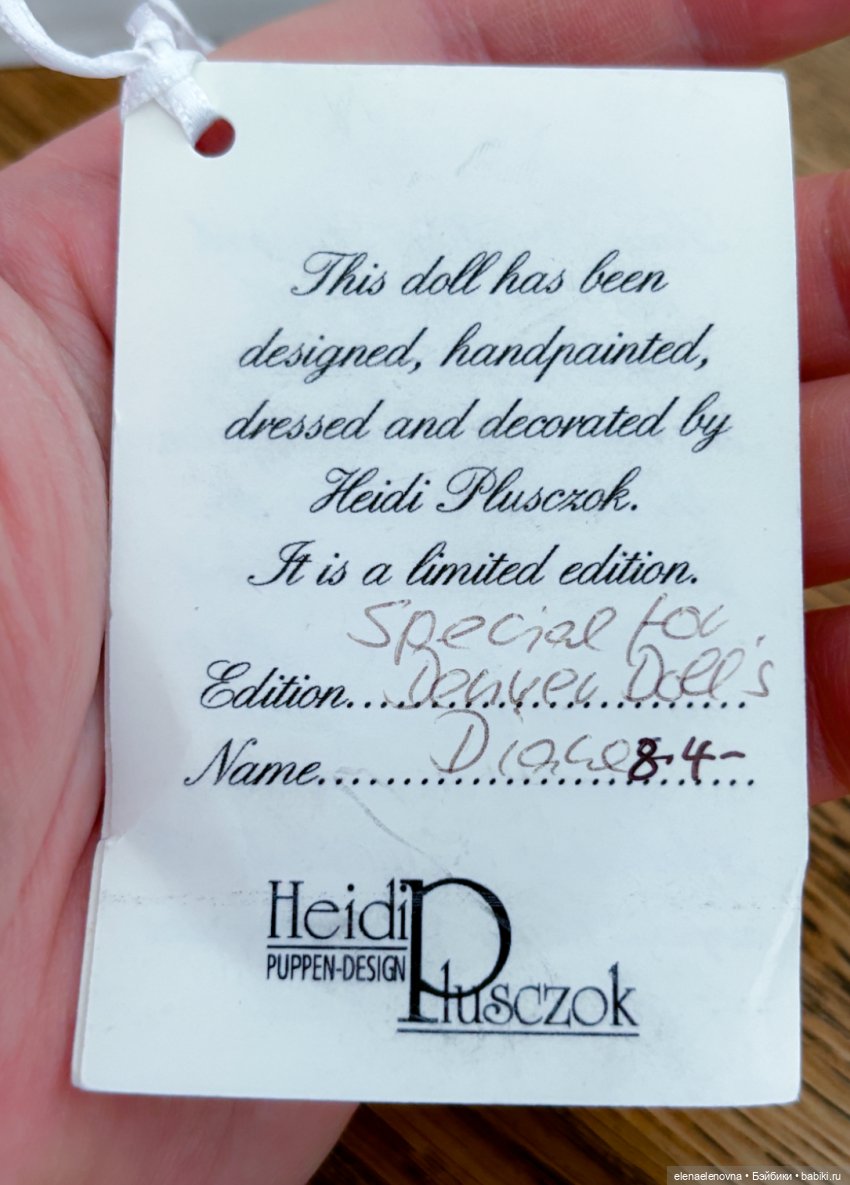 This doll has been
designed, handpainted,
dressed and decorated by
Heidi Plusczok.
It is a limited edition.
Special for
Edition.... Denver Doll's
Name.... Diane 8-4-
Heidi
PUPPEN-DESIGN
Plusczok
elenaelenovna • Бэйбики • babiki.ru